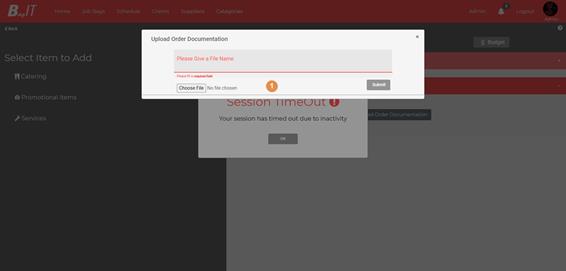 BuyIT
Home
Job Bags
Schedule
Clients
Suppliers
Categories
Admin
Logout
Admin
Back
Upload Order Documentation
×
Please Give a File Name
Please fill in required field
Choose File No file chosen
1
Submit
Budget
Select Item to Add
Catering
Promotional Items
Services
Session TimeOut
Your session has timed out due to inactivity
OK
ad Order Documentation